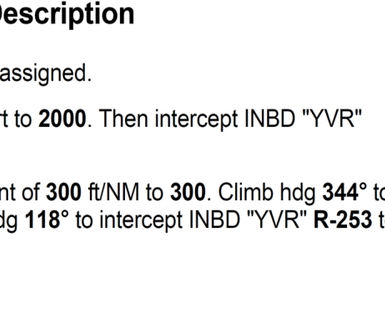 Description
assigned.
rt to 2000. Then intercept INBD "YVR"
nt of 300 ft/NM to 300. Climb hdg 344° to
dg 118° to intercept INBD "YVR" R-253 t